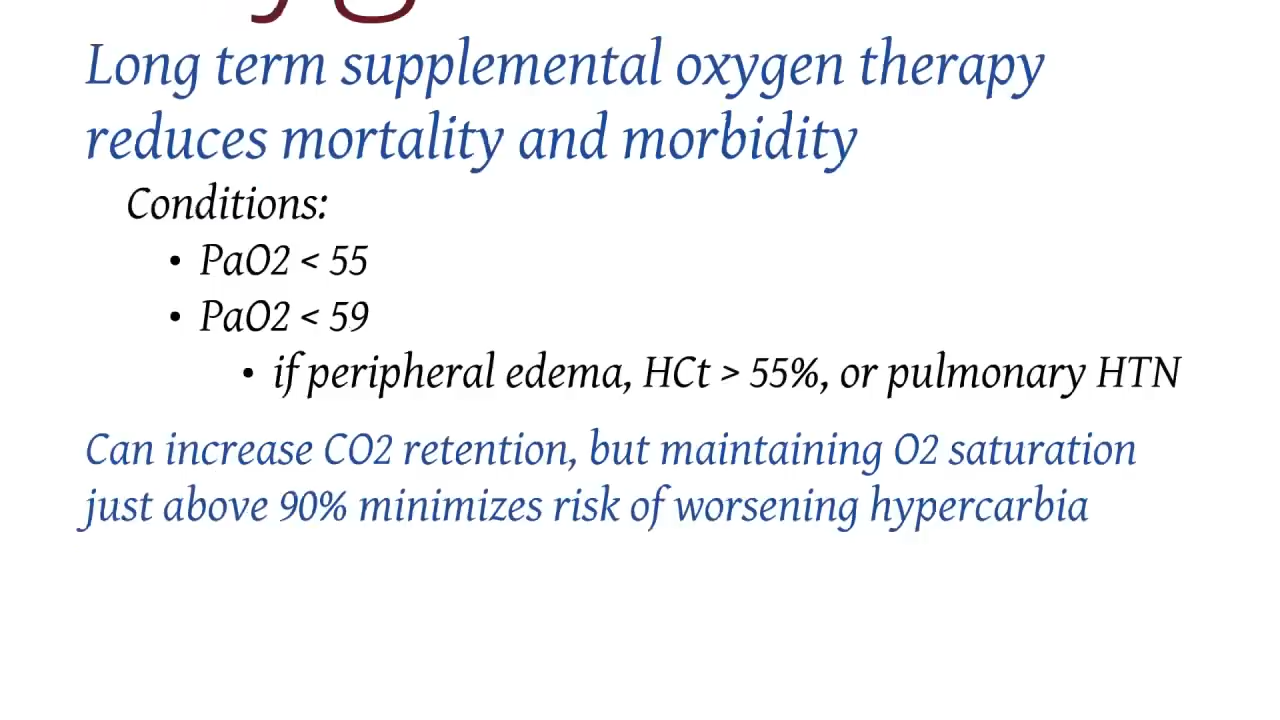 Long term supplemental oxygen therapy
reduces mortality and morbidity
Conditions:
• PaO2 < 55
• PaO2 < 59
• if peripheral edema, HCt > 55%, or pulmonary HTN
Can increase CO2 retention, but maintaining O2 saturation
just above 90% minimizes risk of worsening hypercarbia